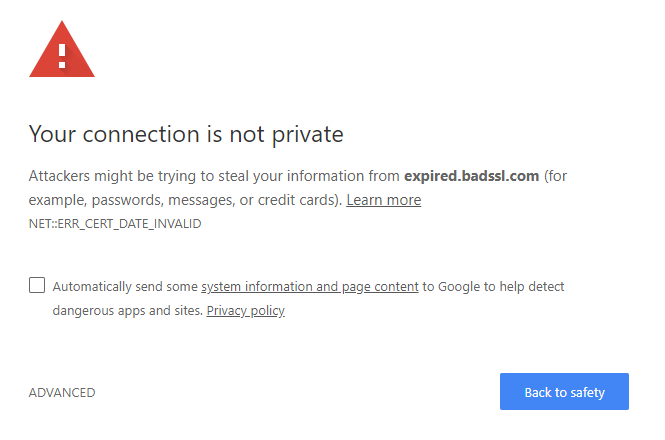 Your connection is not private
Attackers might be trying to steal your information from expired.badssl.com (for
example, passwords, messages, or credit cards). Learn more
NET::ERR_CERT_DATE_INVALID
Automatically send some system information and page content to Google to help detect
dangerous apps and sites. Privacy policy
ADVANCED
Back to safety